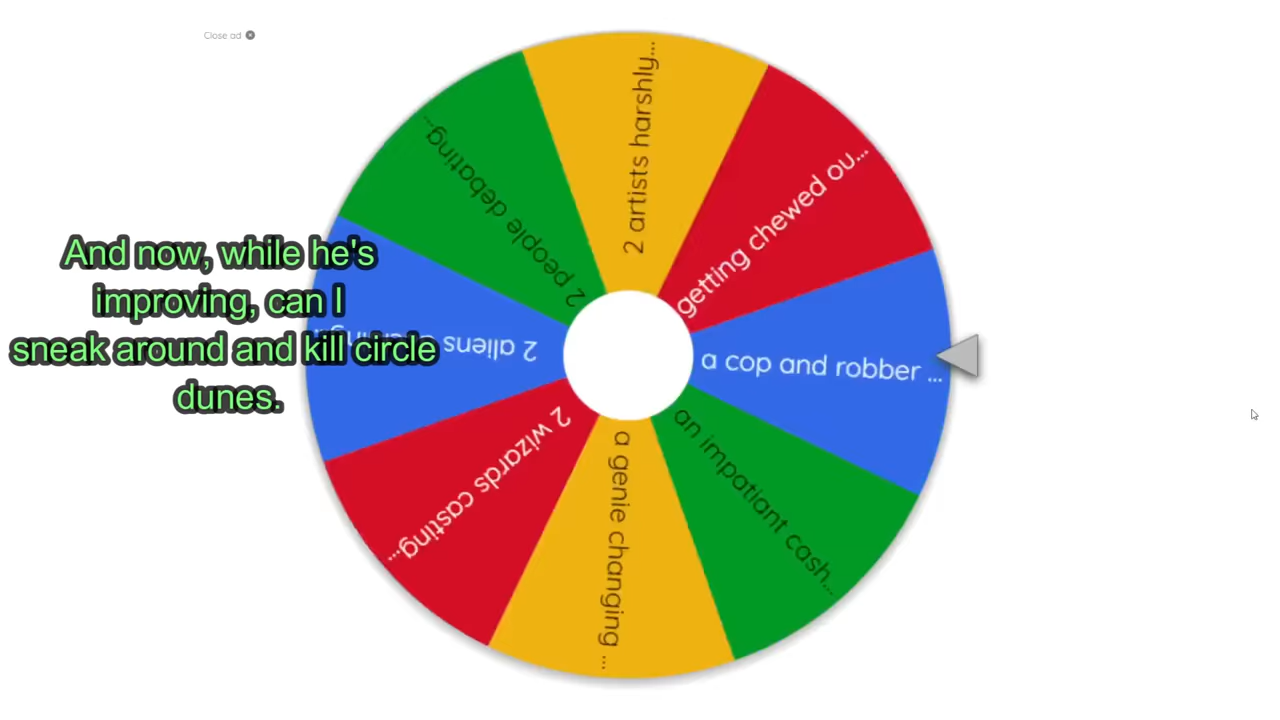 Close ad
2 artists harshly...
getting chewed ou...
2 people debating...
And now, while he's
improving, can I
sneak around and kill circle
dunes.
2 aliens
a cop and robber ...
an impatiant cash...
2 wizards casting...
a genie changing ...